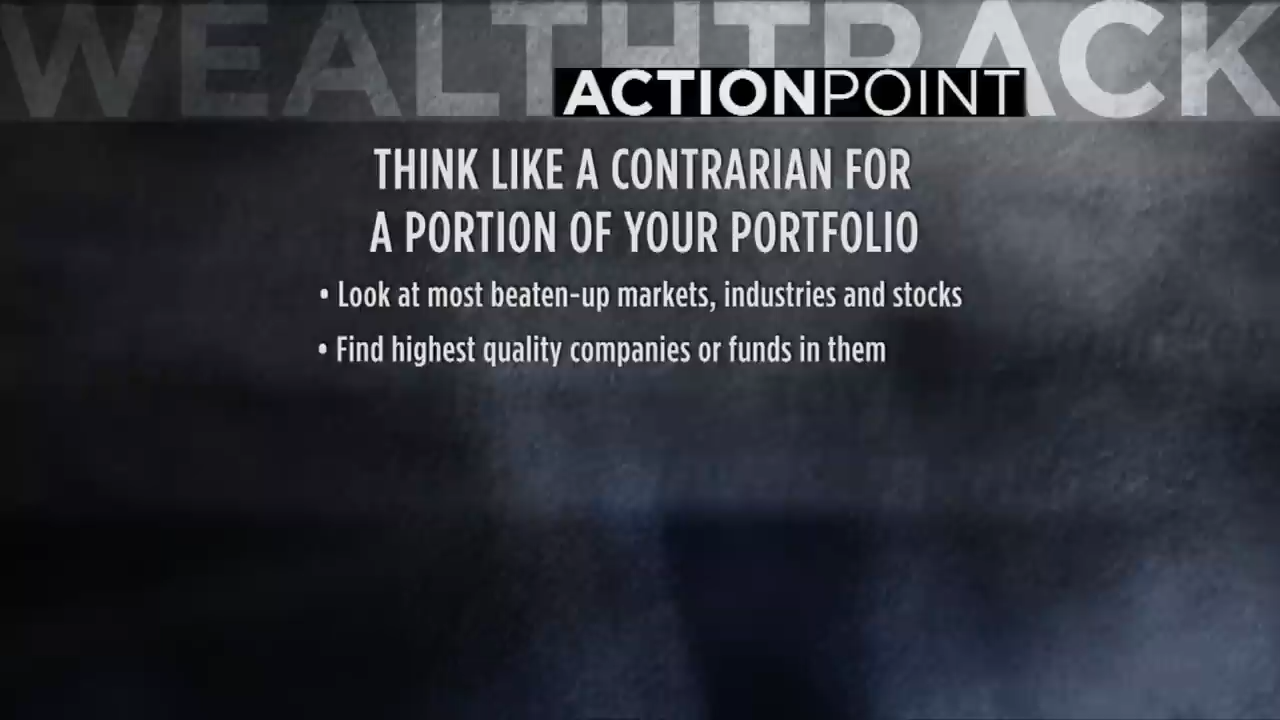 WEALTHTRACK
ACTIONPOINT
THINK LIKE A CONTRARIAN FOR
A PORTION OF YOUR PORTFOLIO
• Look at most beaten-up markets, industries and stocks
• Find highest quality companies or funds in them